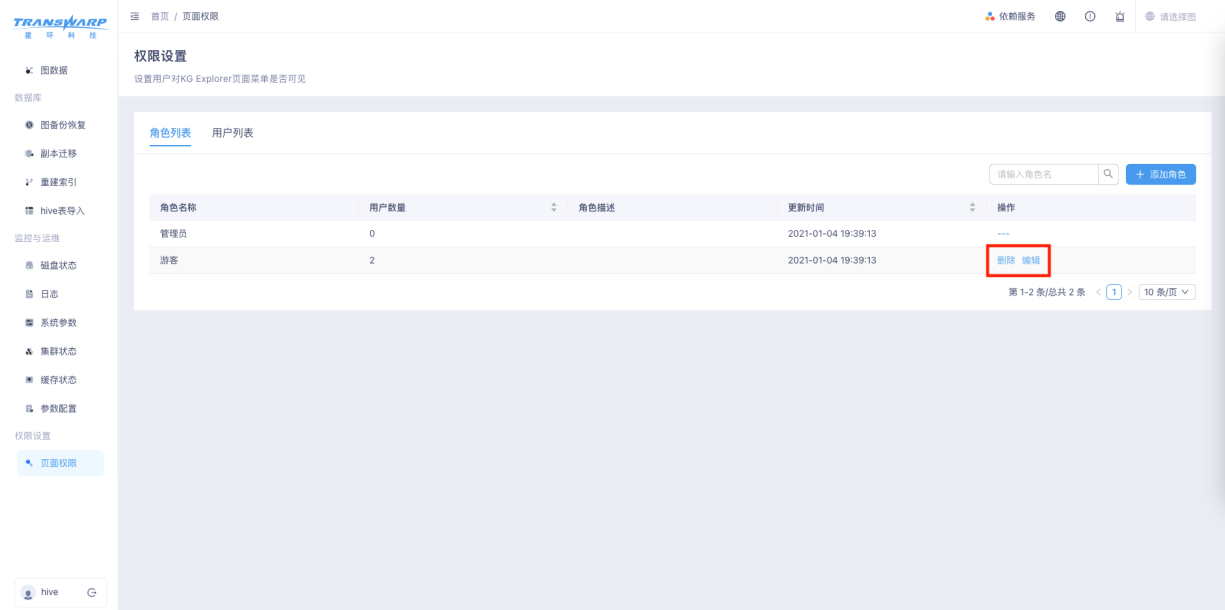 TRANSWARP
星 环 科 技
首页 / 页面权限
依赖服务
请选择图
图数据
数据库
图备份恢复
副本迁移
重建索引
hive表导入
监控与运维
磁盘状态
日志
系统参数
集群状态
缓存状态
参数配置
权限设置
页面权限
hive
权限设置
设置用户对KG Explorer页面菜单是否可见
角色列表 用户列表
请输入角色名 + 添加角色
角色名称 用户数量 角色描述 更新时间 操作
管理员 0 2021-01-04 19:39:13 ---
游客 2 2021-01-04 19:39:13 删除 编辑
第 1-2 条/总共 2 条 < 1 > 10 条/页